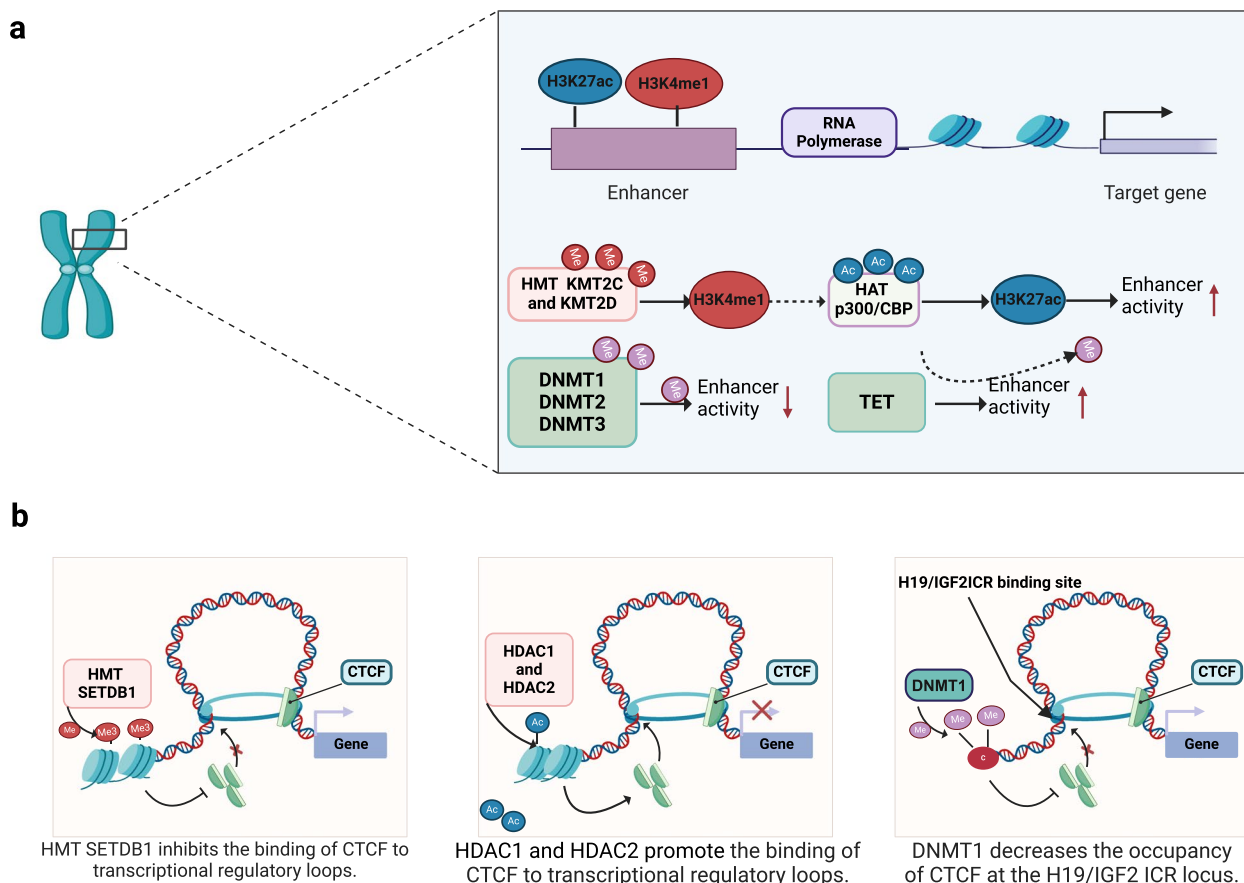 a
H3K27ac
H3K4me1
RNA
Polymerase
Enhancer
Target gene
Me
Me
Me
HMT KMT2C
and KMT2D
H3K4me1
Ac
Ac
Ac
HAT
p300/CBP
H3K27ac
Enhancer
activity
Me
Me
DNMT1
DNMT2
DNMT3
Me
Enhancer
activity
TET
Me
Enhancer
activity
b
HMT
SETDB1
CTCF
Me
Me3
Me3
Gene
HMT SETDB1 inhibits the binding of CTCF to
transcriptional regulatory loops.
HDAC1
and
HDAC2
CTCF
Ac
Gene
Ac
Ac
HDAC1 and HDAC2 promote the binding of
CTCF to transcriptional regulatory loops.
H19/IGF2ICR binding site
CTCF
DNMT1
Me
Me
Me
c
Gene
DNMT1 decreases the occupancy
of CTCF at the H19/IGF2 ICR locus.